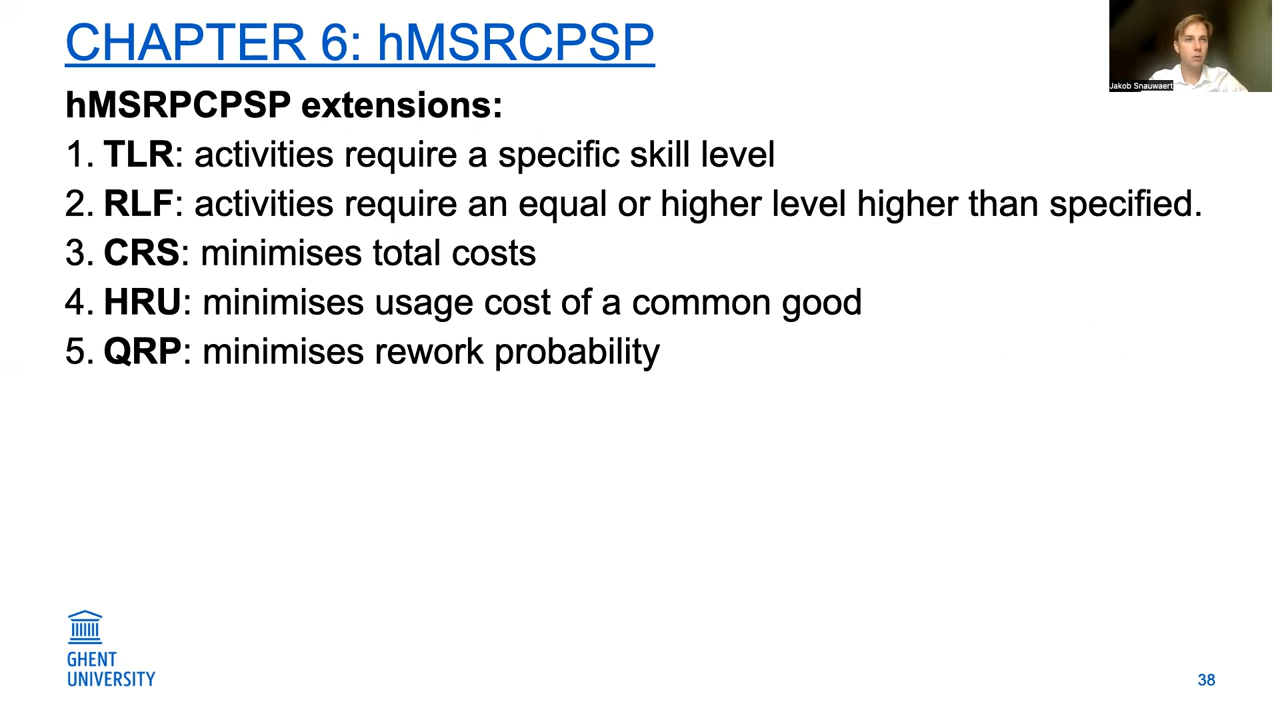 CHAPTER 6: hMSRCPSP
Jakob Snauwaert
hMSRPCPSP extensions:
1. TLR: activities require a specific skill level
2. RLF: activities require an equal or higher level higher than specified.
3. CRS: minimises total costs
4. HRU: minimises usage cost of a common good
5. QRP: minimises rework probability
GHENT
UNIVERSITY
38